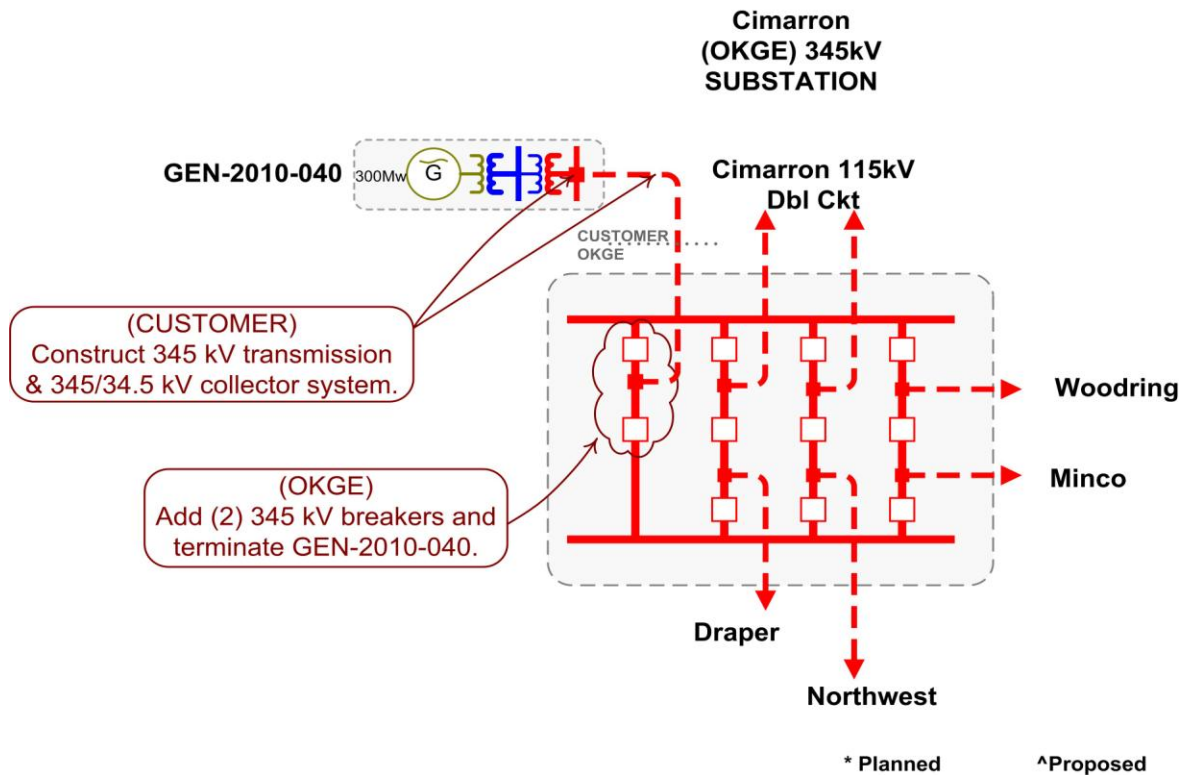 Cimarron
(OKGE) 345kV
SUBSTATION
GEN-2010-040
300Mw
G
Cimarron 115kV
Dbl Ckt
CUSTOMER
OKGE
(CUSTOMER)
Construct 345 kV transmission
& 345/34.5 kV collector system.
Woodring
Minco
(OKGE)
Add (2) 345 kV breakers and
terminate GEN-2010-040.
Draper
Northwest
* Planned
^Proposed